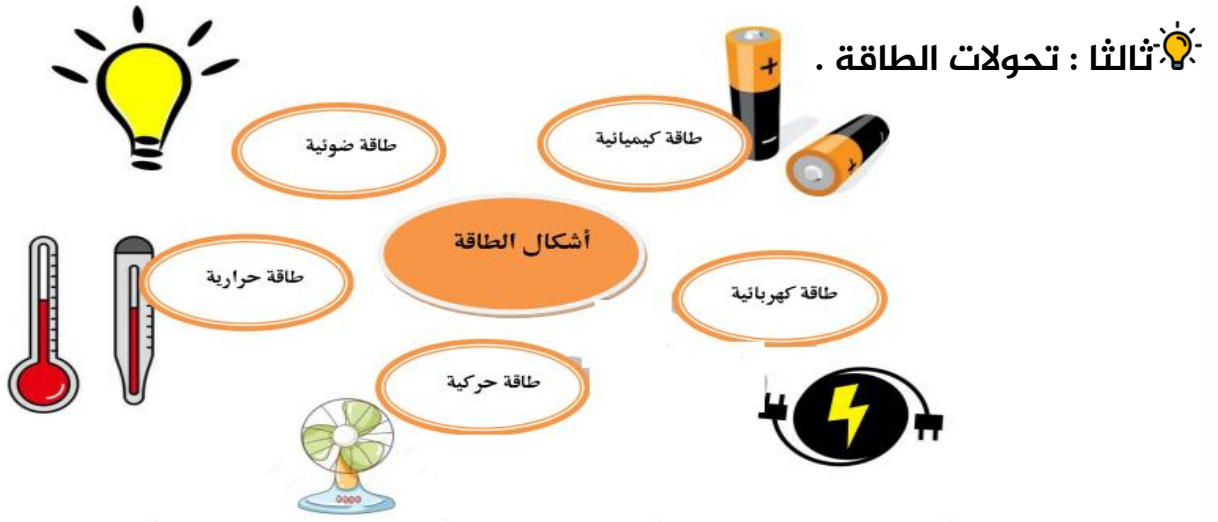 ثالثا : تحولات الطاقة .
طاقة كيميائية
طاقة ضوئية
أشكال الطاقة
طاقة كهربائية
طاقة حرارية
طاقة حركية